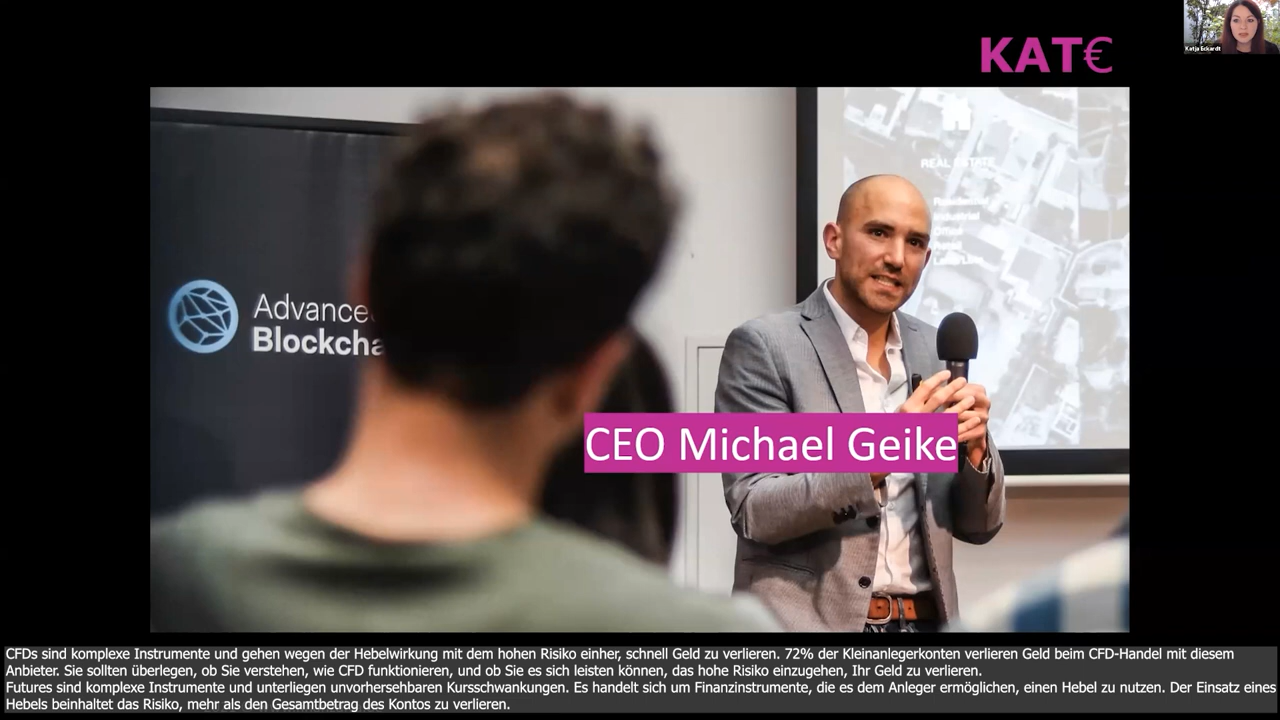 KAT€
Katja Eckardt
REAL ESTATE
Residential
Industrial
Office
Retail
Advance
Blockcha
CEO Michael Geike
CFDs sind komplexe Instrumente und gehen wegen der Hebelwirkung mit dem hohen Risiko einher, schnell Geld zu verlieren. 72% der Kleinanlegerkonten verlieren Geld beim CFD-Handel mit diesem
Anbieter. Sie sollten überlegen, ob Sie verstehen, wie CFD funktionieren, und ob Sie es sich leisten können, das hohe Risiko einzugehen, Ihr Geld zu verlieren.
Futures sind komplexe Instrumente und unterliegen unvorhersehbaren Kursschwankungen. Es handelt sich um Finanzinstrumente, die es dem Anleger ermöglichen, einen Hebel zu nutzen. Der Einsatz eines
Hebels beinhaltet das Risiko, mehr als den Gesamtbetrag des Kontos zu verlieren.